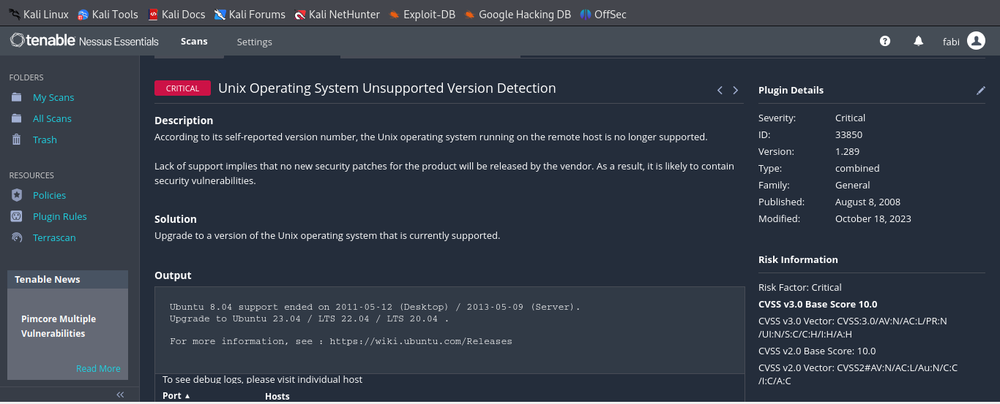 Kali Linux Kali Tools Kali Docs Kali Forums Kali NetHunter Exploit-DB Google Hacking DB OffSec
tenable Nessus Essentials Scans Settings fabi
FOLDERS
My Scans
All Scans
Trash
RESOURCES
Policies
Plugin Rules
Terrascan
Tenable News
Pimcore Multiple
Vulnerabilities
Read More
CRITICAL Unix Operating System Unsupported Version Detection
Description
According to its self-reported version number, the Unix operating system running on the remote host is no longer supported.
Lack of support implies that no new security patches for the product will be released by the vendor. As a result, it is likely to contain
security vulnerabilities.
Solution
Upgrade to a version of the Unix operating system that is currently supported.
Output
Ubuntu 8.04 support ended on 2011-05-12 (Desktop) / 2013-05-09 (Server).
Upgrade to Ubuntu 23.04 / LTS 22.04 / LTS 20.04 .
For more information, see : https://wiki.ubuntu.com/Releases
To see debug logs, please visit individual host
Port ▲ Hosts
Plugin Details
Severity: Critical
ID: 33850
Version: 1.289
Type: combined
Family: General
Published: August 8, 2008
Modified: October 18, 2023
Risk Information
Risk Factor: Critical
CVSS v3.0 Base Score 10.0
CVSS v3.0 Vector: CVSS:3.0/AV:N/AC:L/PR:N
/UI:N/S:C/C:H/I:H/A:H
CVSS v2.0 Base Score: 10.0
CVSS v2.0 Vector: CVSS2#AV:N/AC:L/Au:N/C:C
/I:C/A:C